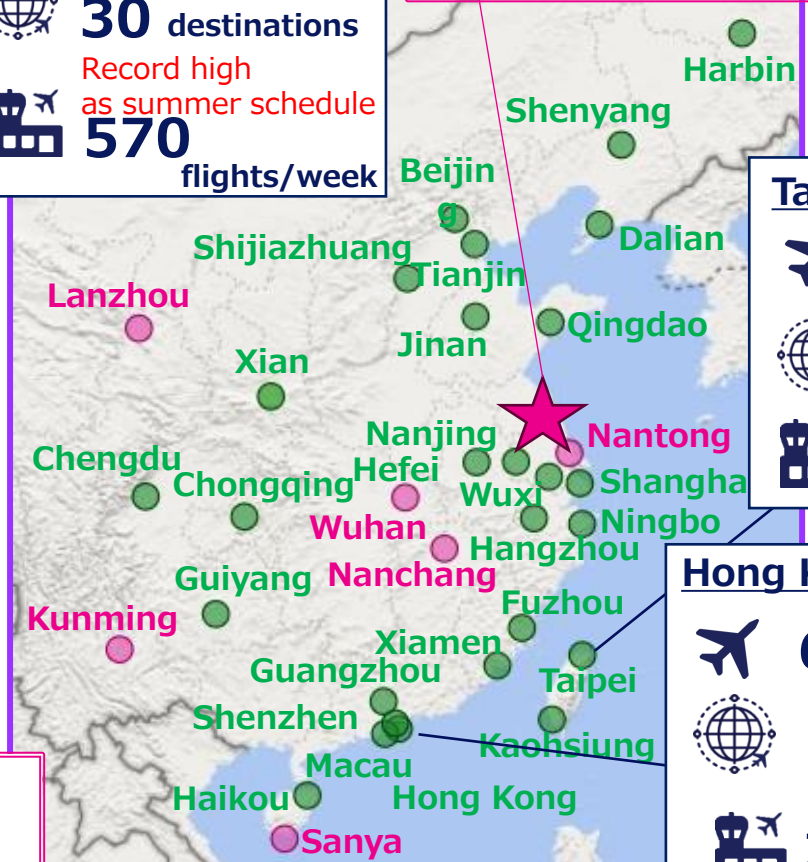 30 destinations
Record high
as summer schedule
570
flights/week
Harbin
Shenyang
Beijin
g
Dalian
Shijiazhuang
Tianjin
Lanzhou
Qingdao
Jinan
Xian
Nanjing
Nantong
Chengdu
Hefei
Chongqing
Shangha
Wuxi
Wuhan
Ningbo
Hangzhou
Nanchang
Guiyang
Fuzhou
Kunming
Xiamen
Guangzhou
Taipei
Shenzhen
Kaohsiung
Macau
Haikou
Hong Kong
Sanya
Ta
Hong